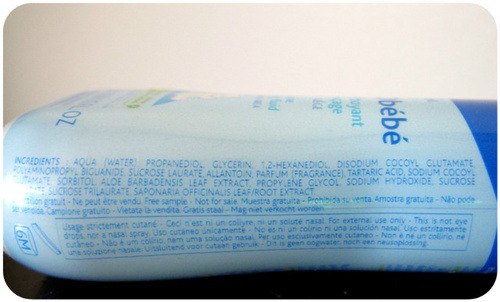 bébé
INGREDIENTS : AQUA (WATER), PROPANEDIOL, GLYCERIN, 1,2-HEXANEDIOL, DISODIUM COCOYL GLUTAMATE,
POLYAMINOPROPYL BIGUANIDE, SUCROSE LAURATE, ALLANTOIN, PARFUM (FRAGRANCE), TARTARIC ACID, SODIUM COCOYL
SORBITOL, ALOE BARBADENSIS LEAF EXTRACT, PROPYLENE GLYCOL, SODIUM HYDROXIDE, SUCROSE
SUCROSE TRILAURATE, SAPONARIA OFFICINALIS LEAF/ROOT EXTRACT.
gratuit - Ne peut être vendu. Free sample - Not for sale. Muestra gratuita - Prohibida su venta. Amostra gratuita - Não pode
ser vendida. Campione gratuito - Vietata la vendita. Gratis staal - Mag niet verkocht worden.
Usage strictement cutané - Ceci n'est ni un collyre, ni un soluté nasal. For external use only - This is not eye
drops, nor a nasal spray. Uso cutáneo únicamente - No es ni un colirio ni una solución nasal. Uso estritamente
cutâneo - Não é um colírio, nem uma solução nasal. Per uso esclusivamente cutaneo - Non è né un collirio, né
una soluzione nasale. Uitsluitend voor cutaan gebruik - Dit is geen oogwater, noch een neusoplossing.
6M